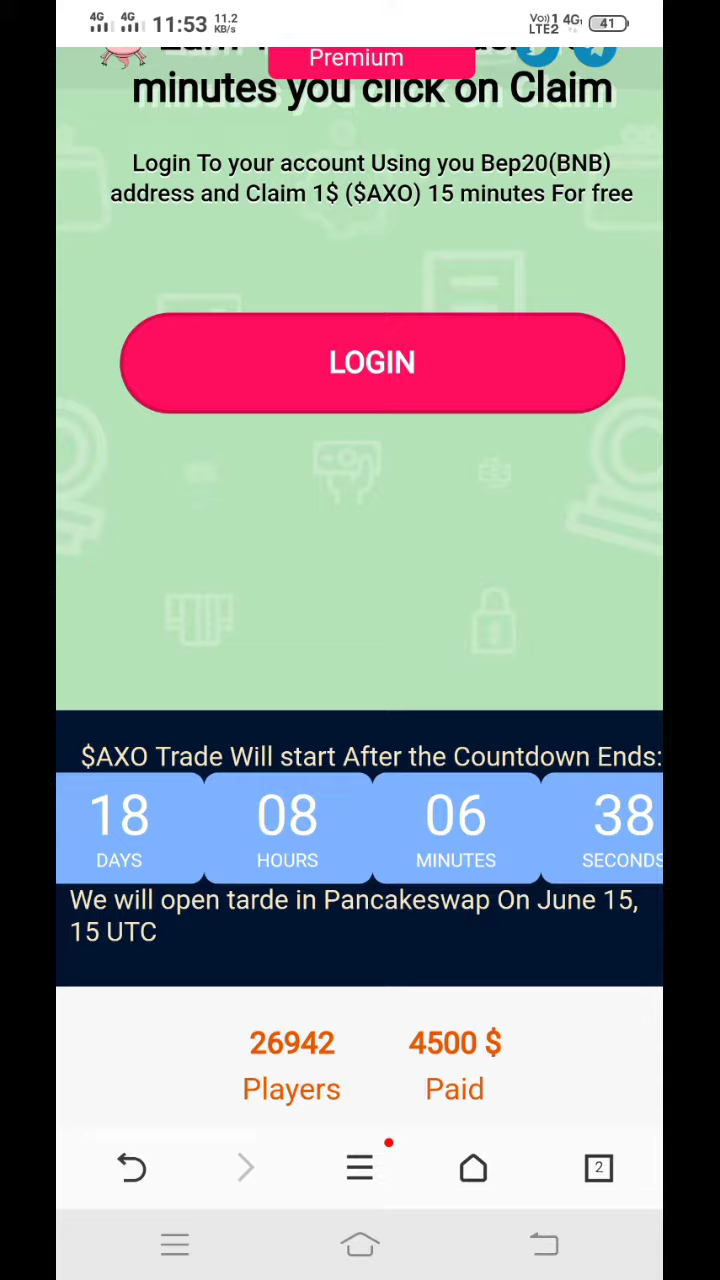 4G 4G 11:53 11.2 KB/s Vo)) 1 LTE2 4G 41
Premium
minutes you click on Claim
Login To your account Using you Bep20(BNB)
address and Claim 1$ ($AXO) 15 minutes For free
LOGIN
$AXO Trade Will start After the Countdown Ends:
18 08 06 38
DAYS HOURS MINUTES SECONDS
We will open tarde in Pancakeswap On June 15,
15 UTC
26942 4500 $
Players Paid
2